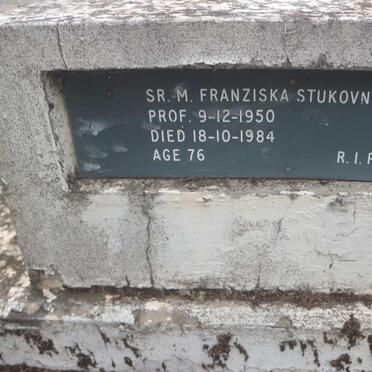 SR. M. FRANZISKA STUKOVN
PROF. 9-12-1950
DIED 18-10-1984
AGE 76 R. I. P